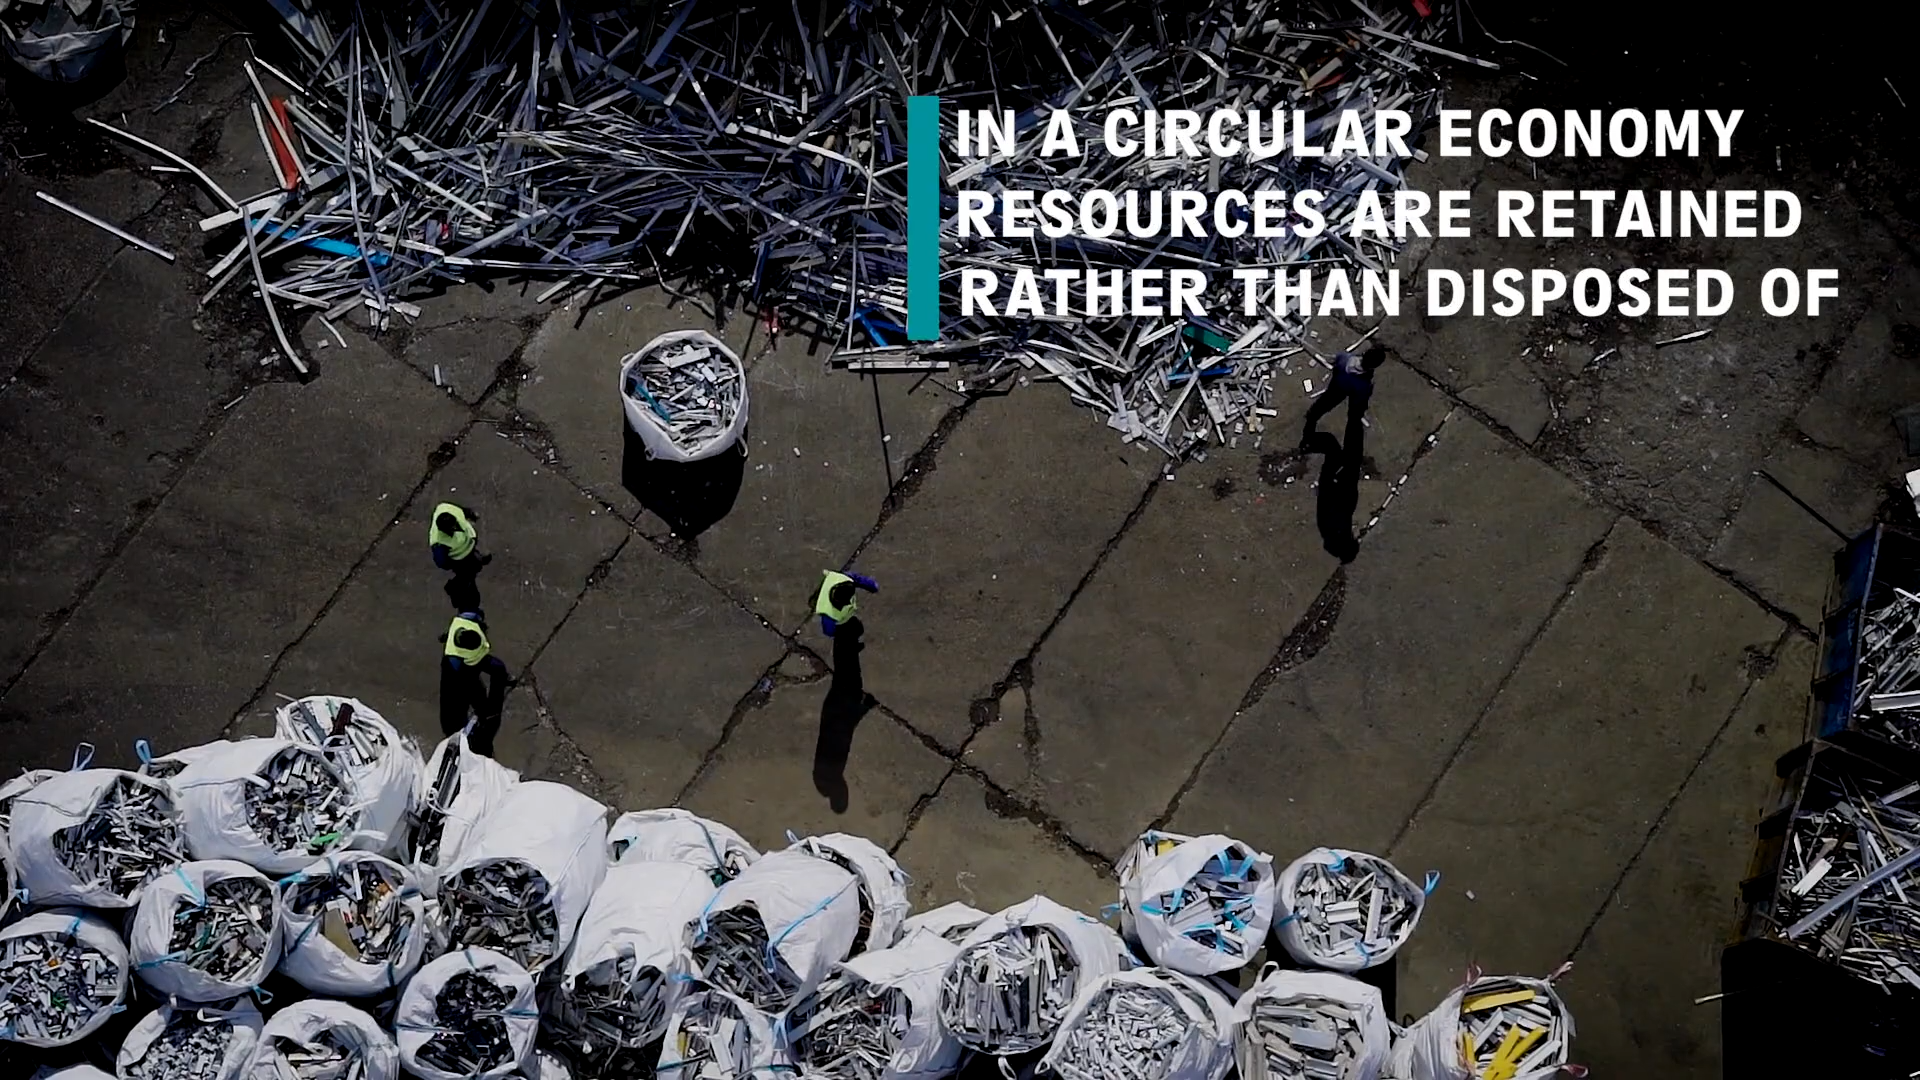 IN A CIRCULAR ECONOMY
RESOURCES ARE RETAINED
RATHER THAN DISPOSED OF